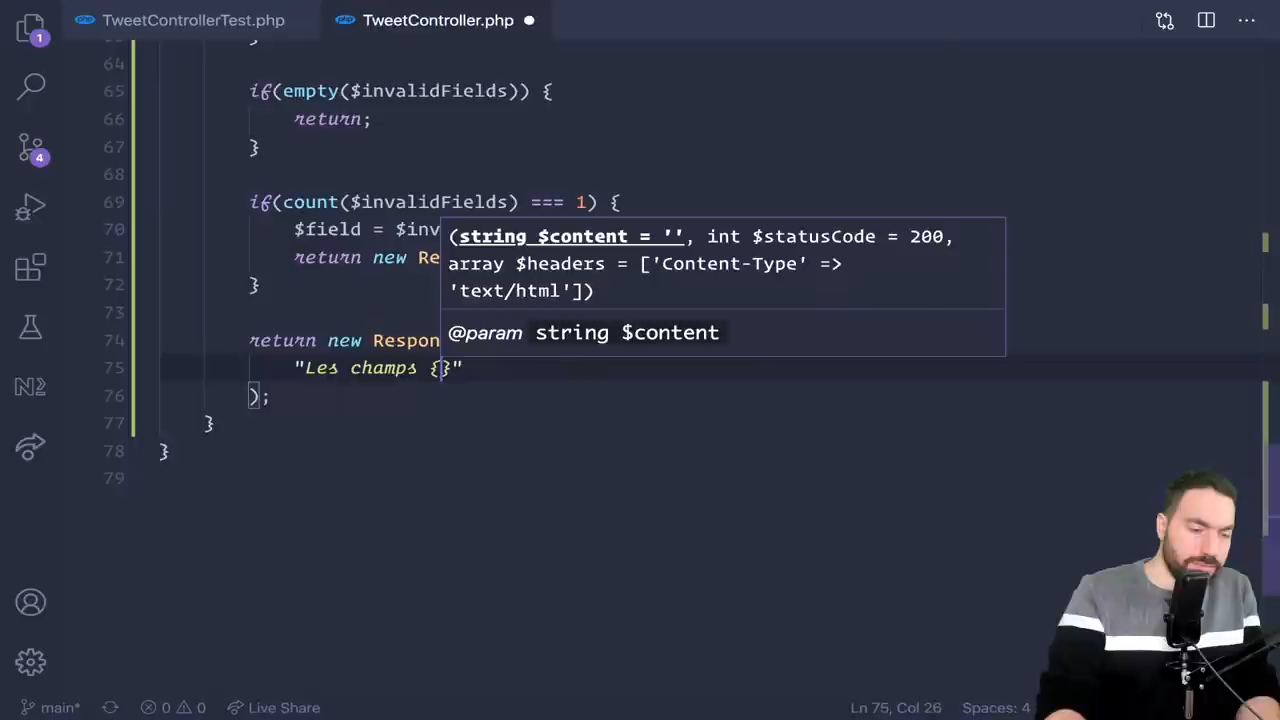 TweetControllerTest.php
TweetController.php
64
65 if(empty($invalidFields)) {
66 return;
67 }
68
69 if(count($invalidFields) === 1) {
70 $field = $inv
71 return new Re
72 }
73
74 return new Respon
75 "Les champs {}"
76 );
77 }
78 }
79
(string $content = '', int $statusCode = 200,
array $headers = ['Content-Type' =>
'text/html'])
@param string $content
1
4
main*
0
0
Live Share
Ln 75, Col 26
Spaces: 4